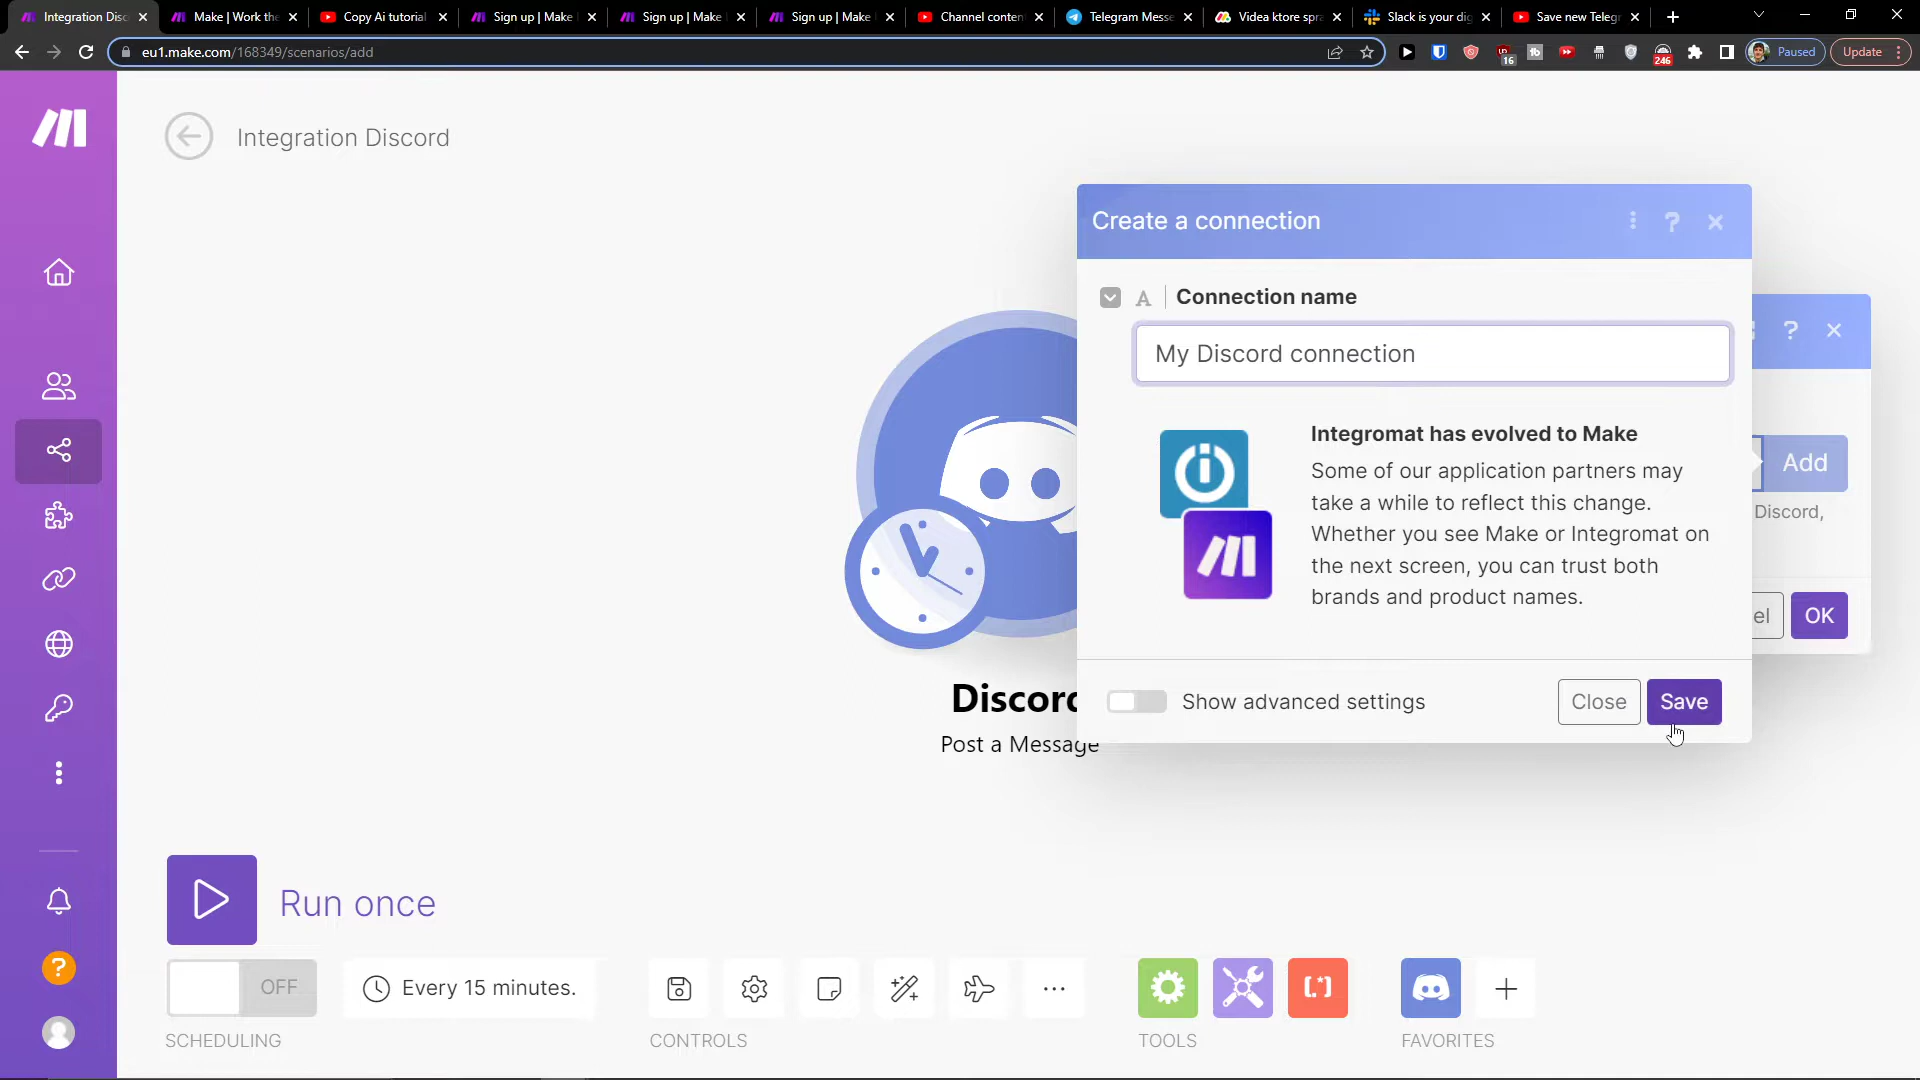 Integration Disc
Make | Work the
Copy Ai tutorial
Sign up | Make
Sign up | Make
Sign up | Make
Channel conten
Telegram Messe
Videa ktore spra
Slack is your dig
Save new Telegr
eu1.make.com/168349/scenarios/add
16
246
Paused
Update
Integration Discord
Create a connection
?
A
Connection name
My Discord connection
Integromat has evolved to Make
Some of our application partners may
take a while to reflect this change.
Whether you see Make or Integromat on
the next screen, you can trust both
brands and product names.
Show advanced settings
Close
Save
?
Add
Discord,
el
OK
Discord
Post a Message
Run once
OFF
Every 15 minutes.
SCHEDULING
CONTROLS
TOOLS
FAVORITES
?